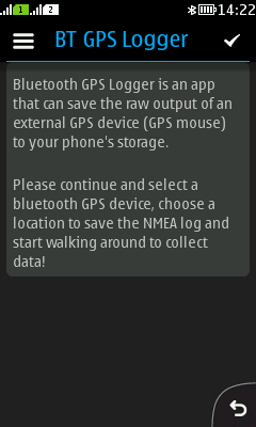 1 2 14:22
BT GPS Logger
Bluetooth GPS Logger is an app
that can save the raw output of an
external GPS device (GPS mouse)
to your phone's storage.
Please continue and select a
bluetooth GPS device, choose a
location to save the NMEA log and
start walking around to collect
data!